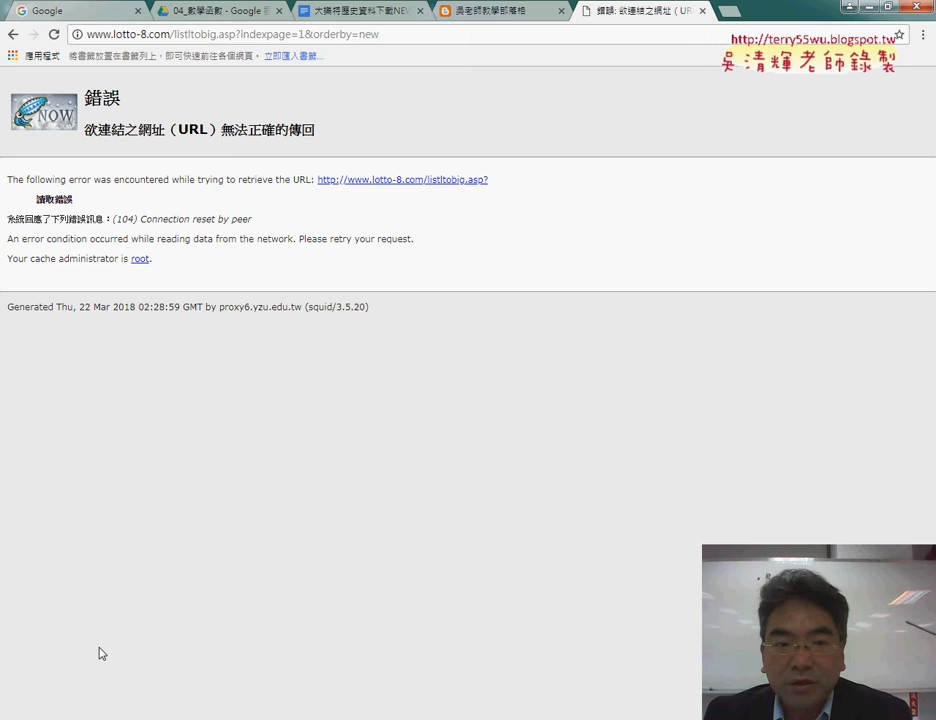 Google
04_數學函數 - Google
大樂得歷史資料下載NEW
吳老師教學部落格
錯誤: 欲連結之網址（UR
www.lotto-8.com/listltobig.asp?indexpage=1&orderby=new
http://terry55wu.blogspot.tw
應用程式
將書籤放置在書籤列上，即可快速前往各個網頁。
立即匯入書籤...
吳清輝老師錄製
NOW
錯誤
欲連結之網址（URL）無法正確的傳回
The following error was encountered while trying to retrieve the URL: http://www.lotto-8.com/listltobig.asp?
讀取錯誤
系統回應了下列錯誤訊息：(104) Connection reset by peer
An error condition occurred while reading data from the network. Please retry your request.
Your cache administrator is root.
Generated Thu, 22 Mar 2018 02:28:59 GMT by proxy6.yzu.edu.tw (squid/3.5.20)